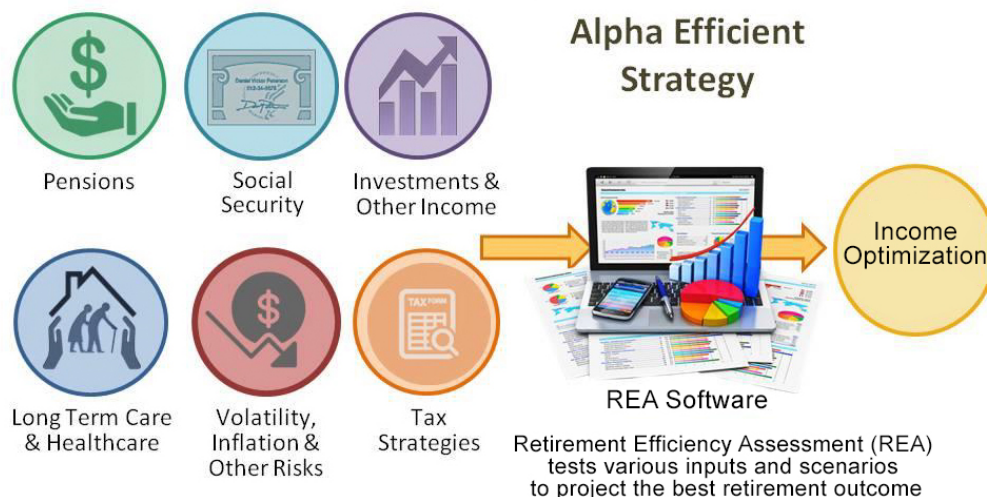 Alpha Efficient
Strategy
Pensions
Social
Security
Investments &
Other Income
Long Term Care
& Healthcare
Volatility,
Inflation &
Other Risks
TAX FORM
Tax
Strategies
REA Software
Income
Optimization
Retirement Efficiency Assessment (REA)
tests various inputs and scenarios
to project the best retirement outcome